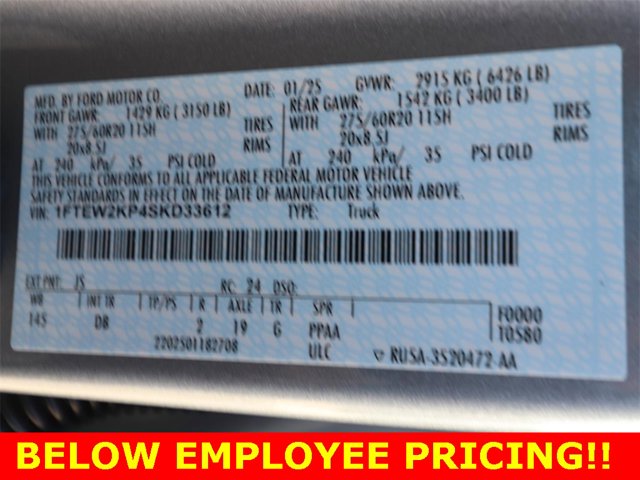 MFD. BY FORD MOTOR CO. DATE: 01/25 GVWR: 2915 KG ( 6426 LB)
FRONT GAWR: 1429 KG ( 3150 LB) REAR GAWR: 1542 KG ( 3400 LB)
WITH 275/60R20 115H TIRES WITH 275/60R20 115H TIRES
20x8.5J RIMS 20x8.5J RIMS
AT 240 kPa/ 35 PSI COLD AT 240 kPa/ 35 PSI COLD
THIS VEHICLE CONFORMS TO ALL APPLICABLE FEDERAL MOTOR VEHICLE
SAFETY STANDARDS IN EFFECT ON THE DATE OF MANUFACTURE SHOWN ABOVE.
VIN: 1FTEW2KP4SKD33612 TYPE: Truck
EXT PNT: JS RC: 24 DSO:
WB INT TR TP/PS R AXLE TR SPR F0000
145 DB 2 19 G PPAA T0580
2202501182708 ULC RU5A-3520472-AA
BELOW EMPLOYEE PRICING!!